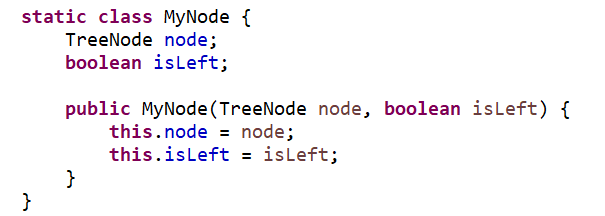 static class MyNode {
    TreeNode node;
    boolean isLeft;

    public MyNode(TreeNode node, boolean isLeft) {
        this.node = node;
        this.isLeft = isLeft;
    }
}